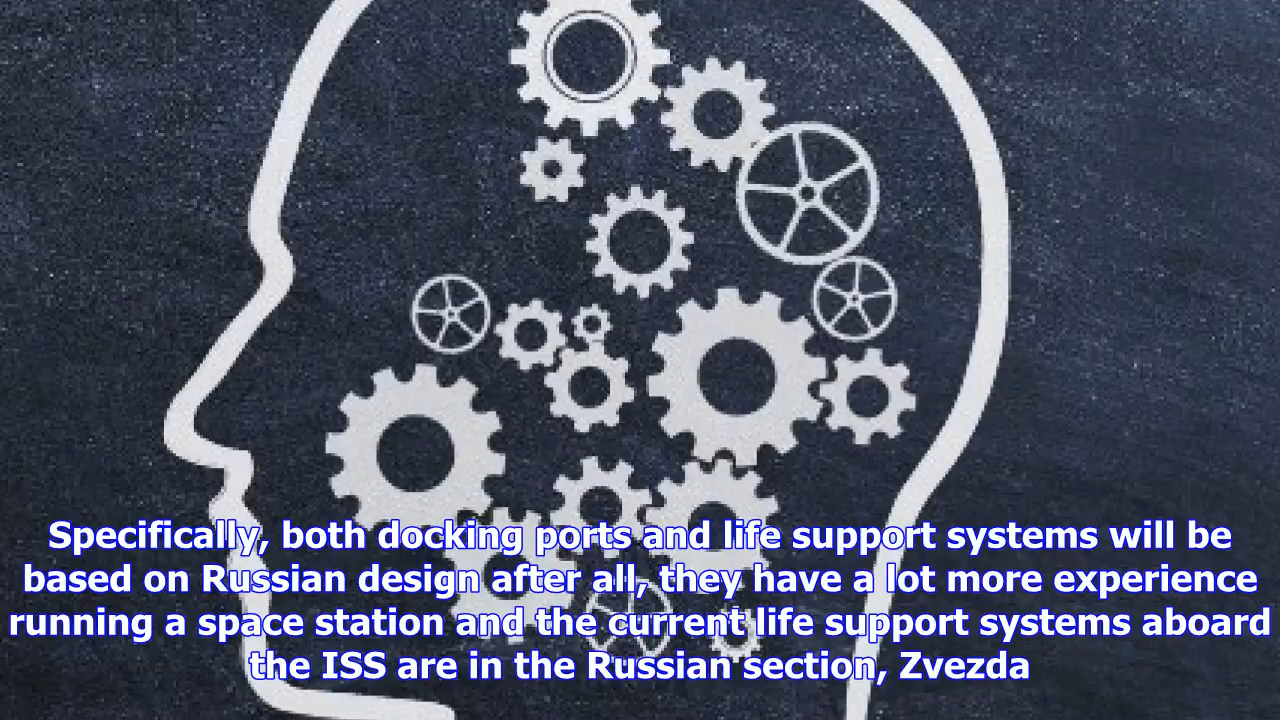 Specifically, both docking ports and life support systems will be
based on Russian design after all, they have a lot more experience
running a space station and the current life support systems aboard
the ISS are in the Russian section, Zvezda